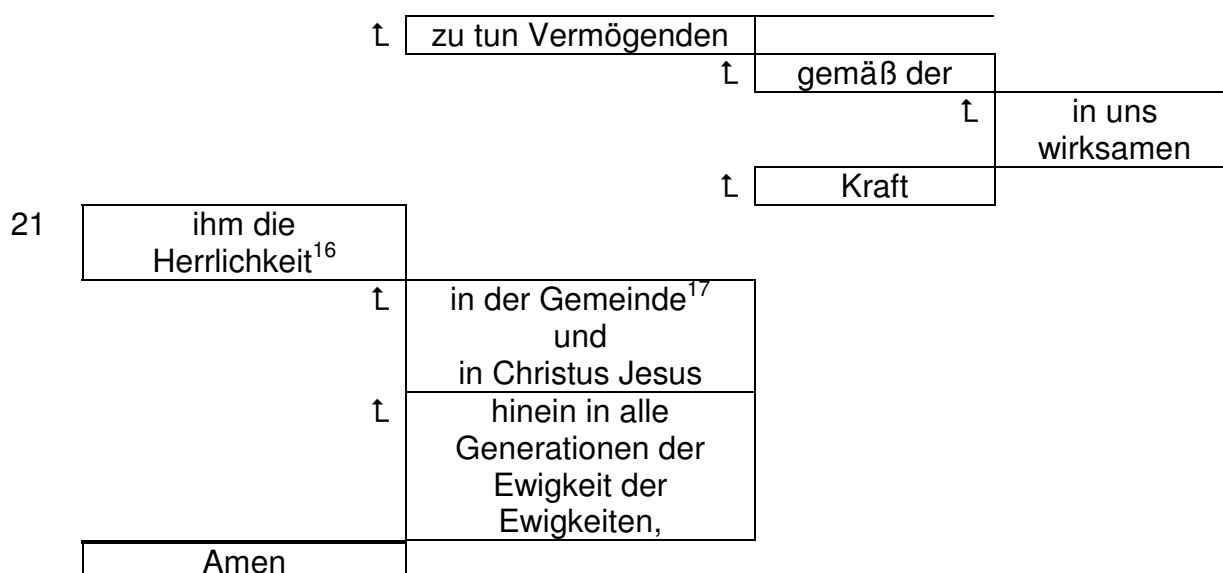 ↥ zu tun Vermögenden
↥ gemäß der
↥ in uns
wirksamen
↥ Kraft
21 ihm die
Herrlichkeit16
↥ in der Gemeinde17
und
in Christus Jesus
↥ hinein in alle
Generationen der
Ewigkeit der
Ewigkeiten,
Amen